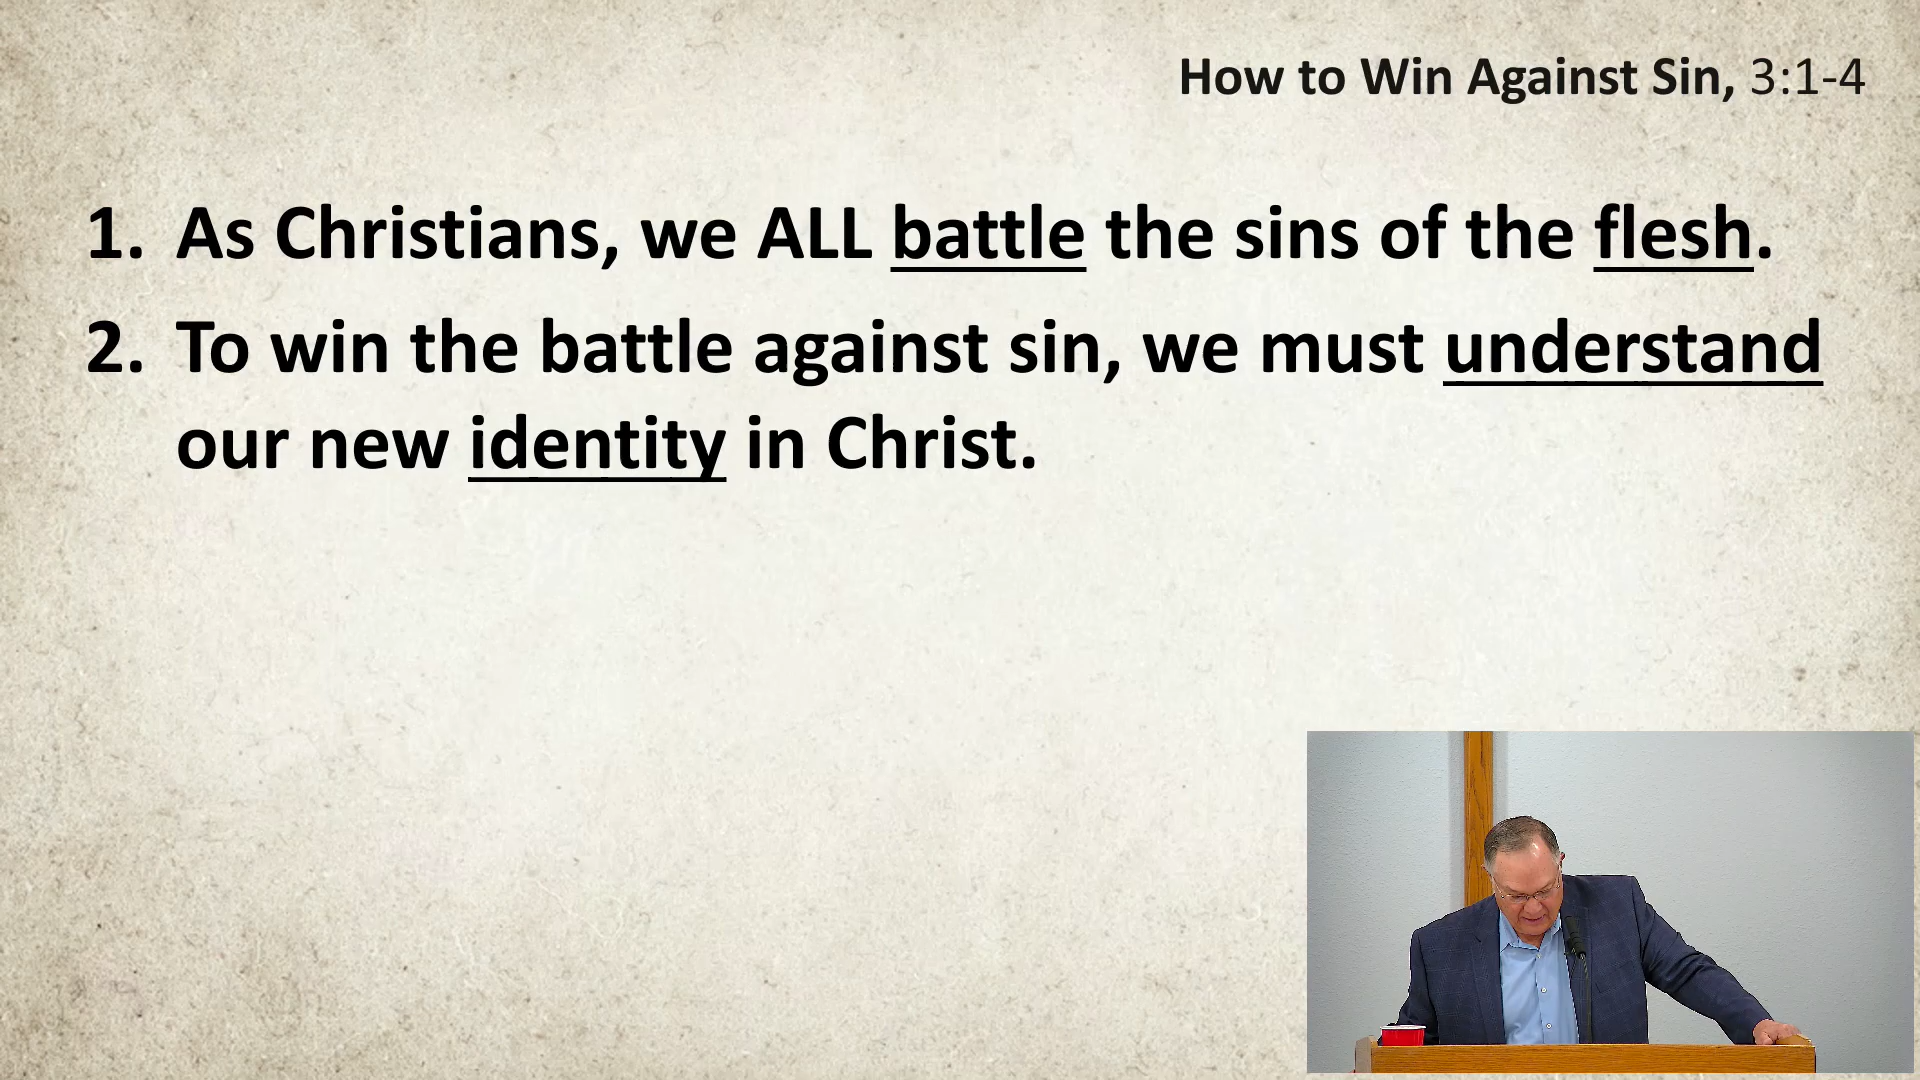 How to Win Against Sin, 3:1-4
1. As Christians, we ALL battle the sins of the flesh.
2. To win the battle against sin, we must understand
our new identity in Christ.